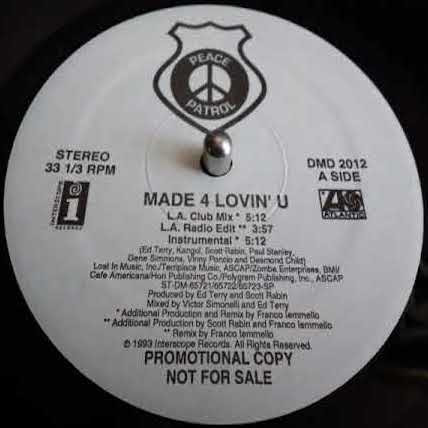 PEACE
PATROL
STEREO
33 1/3 RPM
DMD 2012
A SIDE
INTERSCOPE
RECORDS
ATLANTIC
MADE 4 LOVIN' U
L.A. Club Mix * 5:12
L.A. Radio Edit ** 3:57
Instrumental * 5:12
(Ed Terry, Kangol, Scott Rabin, Paul Stanley,
Gene Simmons, Vinny Poncio and Desmond Child)
Lost In Music, Inc./Terrplace Music, ASCAP/Zomba Enterprises, BMI/
Cafe Americana/Hori Publishing Co./Polygram Publishing, Inc., ASCAP
ST-DM-65721/65722/65723-SP
Produced by Ed Terry and Scott Rabin
Mixed by Victor Simonelli and Ed Terry
* Additional Production and Remix by Franco Iemmello
** Additional Production by Scott Rabin and Franco Iemmello
** Remix by Franco Iemmello
© 1993 Interscope Records. All Rights Reserved.
PROMOTIONAL COPY
NOT FOR SALE